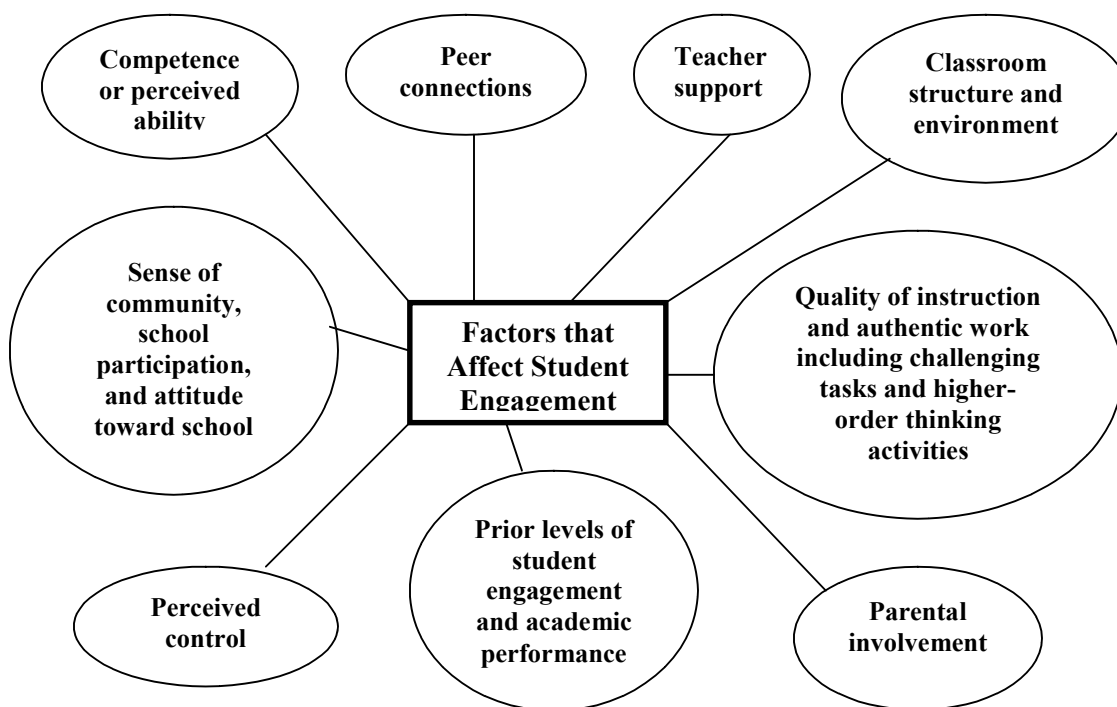 Competence
or perceived
ability
Peer
connections
Teacher
support
Classroom
structure and
environment
Sense of
community,
school
participation,
and attitude
toward school
Factors that
Affect Student
Engagement
Quality of instruction
and authentic work
including challenging
tasks and higher-
order thinking
activities
Perceived
control
Prior levels of
student
engagement
and academic
performance
Parental
involvement